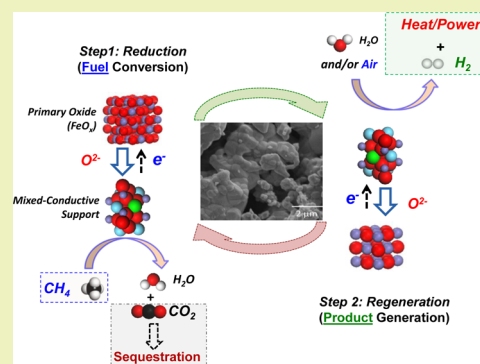 Step1: Reduction
(Fuel Conversion)
Primary Oxide
(FeOx)
O2-
e-
Mixed-Conductive
Support
CH4
H2O
+
CO2
Sequestration
2 μm
H2O
and/or Air
Heat/Power
+
H2
e-
O2-
Step 2: Regeneration
(Product Generation)